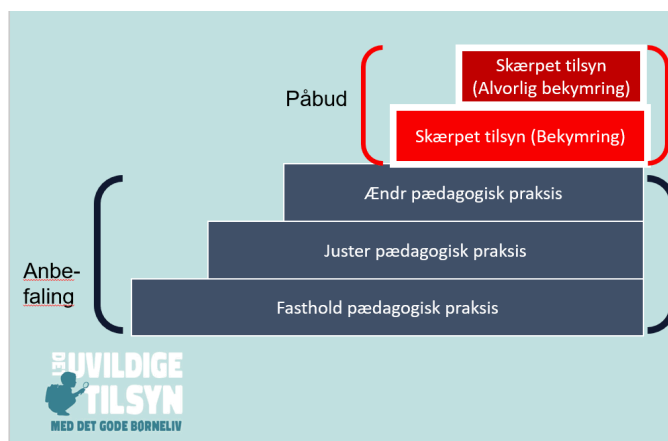 Skærpet tilsyn
(Alvorlig bekymring)
Påbud
Skærpet tilsyn (Bekymring)
Ændr pædagogisk praksis
Juster pædagogisk praksis
Anbe-
faling
Fasthold pædagogisk praksis
DET UVILDIGE
TILSYN
MED DET GODE BØRNELIV